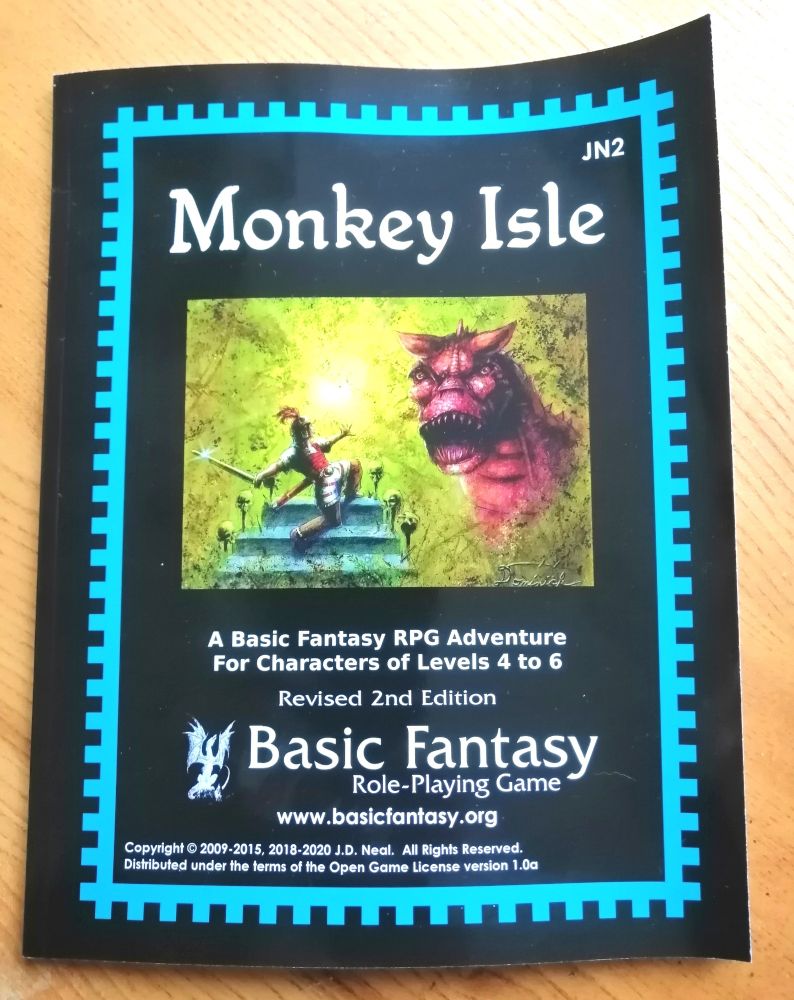 JN2
Monkey Isle
Dominick
A Basic Fantasy RPG Adventure
For Characters of Levels 4 to 6
Revised 2nd Edition
Basic Fantasy
Role-Playing Game
www.basicfantasy.org
Copyright © 2009-2015, 2018-2020 J.D. Neal. All Rights Reserved.
Distributed under the terms of the Open Game License version 1.0a